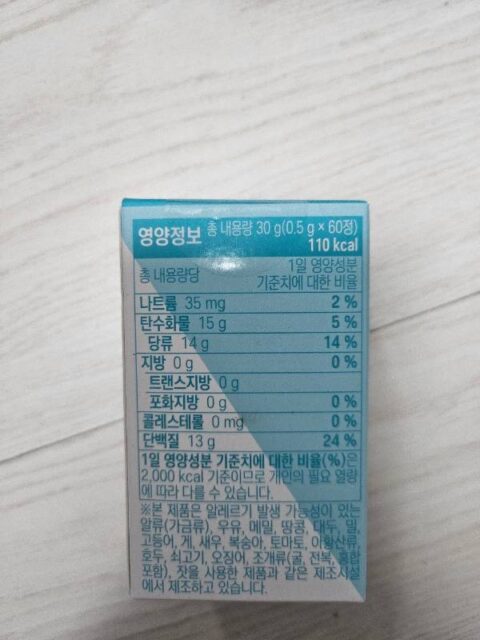 영양정보 총 내용량 30 g(0.5 g × 60정)
110 kcal
총 내용량당 1일 영양성분
기준치에 대한 비율
나트륨 35 mg 2 %
탄수화물 15 g 5 %
당류 14 g 14 %
지방 0 g 0 %
트랜스지방 0 g
포화지방 0 g 0 %
콜레스테롤 0 mg 0 %
단백질 13 g 24 %
1일 영양성분 기준치에 대한 비율(%)은
2,000 kcal 기준이므로 개인의 필요 열량
에 따라 다를 수 있습니다.
※본 제품은 알레르기 발생 가능성이 있는
알류(가금류), 우유, 메밀, 땅콩, 대두, 밀,
고등어, 게, 새우, 복숭아, 토마토, 아황산류,
호두, 쇠고기, 오징어, 조개류(굴, 전복, 홍합
포함), 잣을 사용한 제품과 같은 제조시설
에서 제조하고 있습니다.